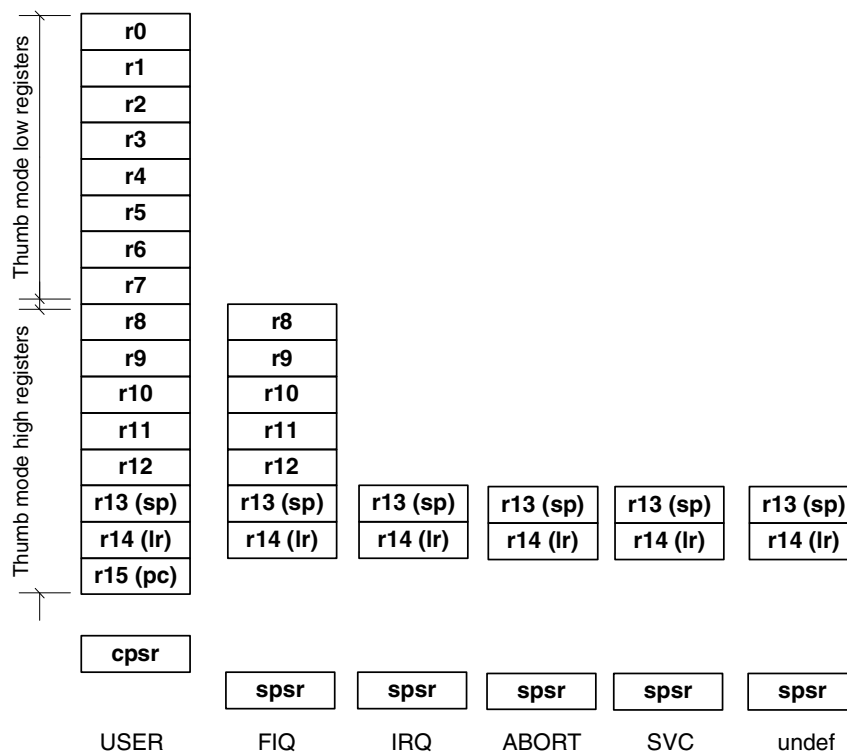 Thumb mode low registers
Thumb mode high registers
r0
r1
r2
r3
r4
r5
r6
r7
r8 r8
r9 r9
r10 r10
r11 r11
r12 r12
r13 (sp) r13 (sp) r13 (sp) r13 (sp) r13 (sp) r13 (sp)
r14 (lr) r14 (lr) r14 (lr) r14 (lr) r14 (lr) r14 (lr)
r15 (pc)
cpsr
spsr spsr spsr spsr spsr
USER FIQ IRQ ABORT SVC undef